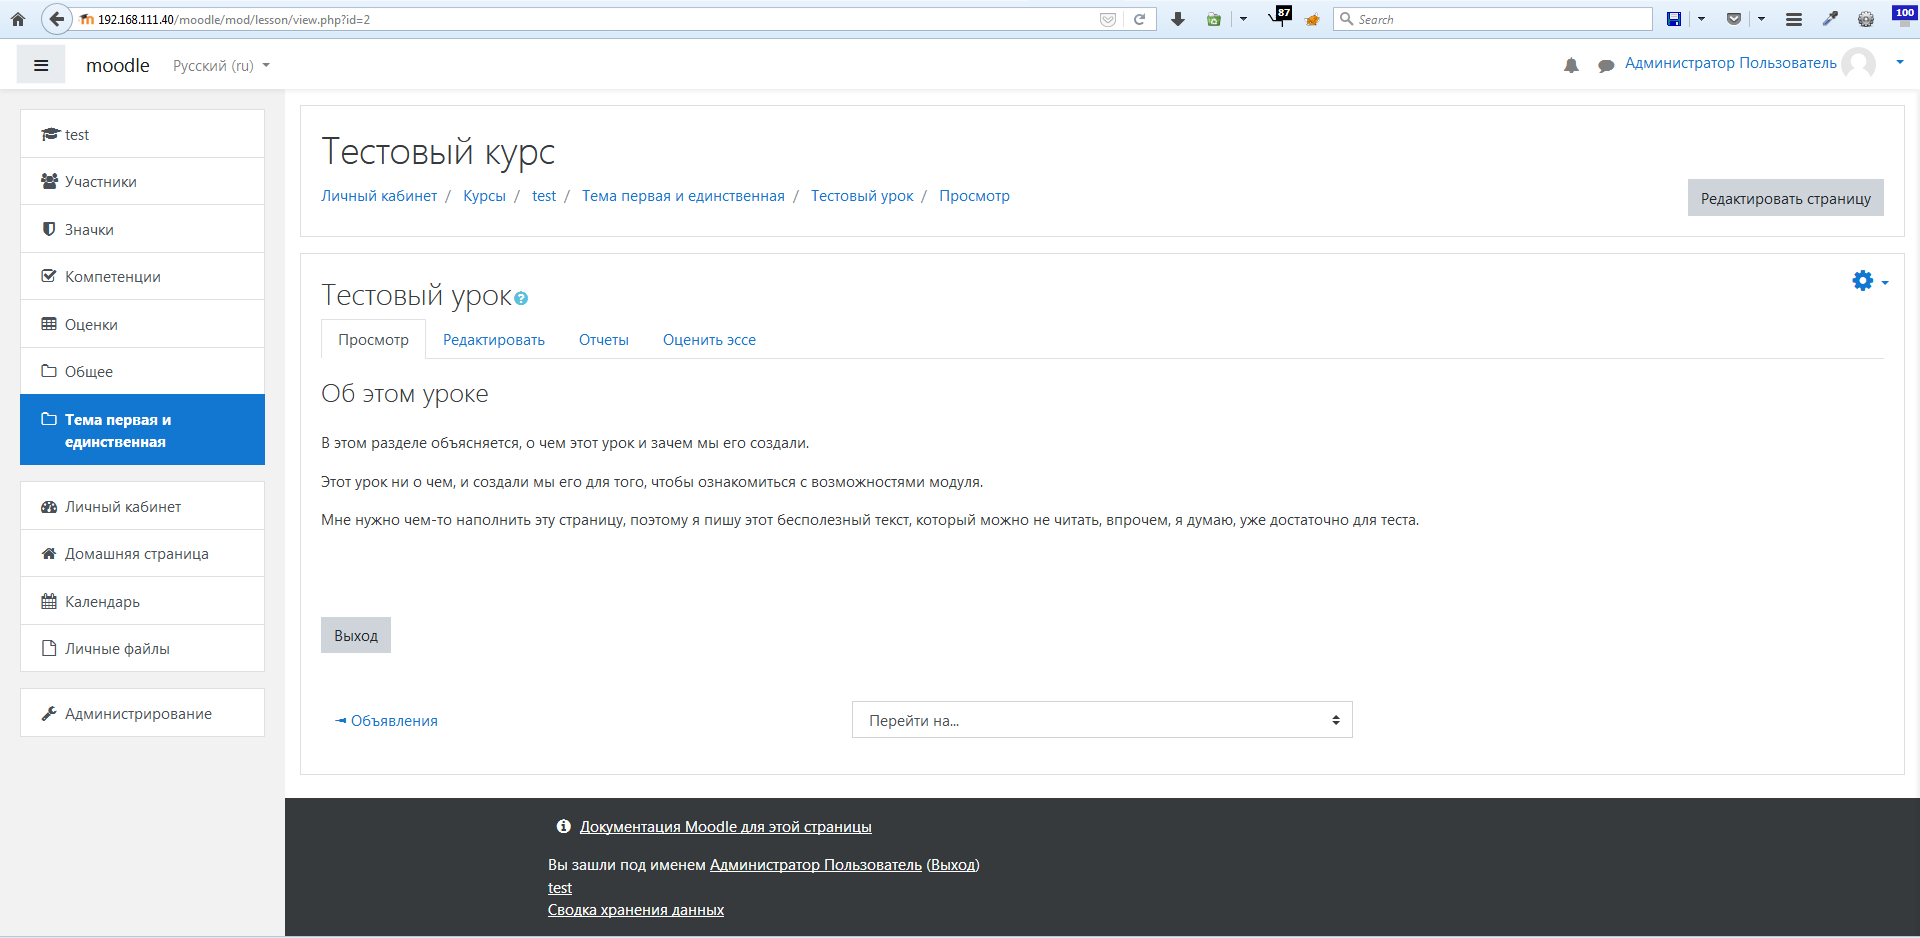 192.168.111.40/moodle/mod/lesson/view.php?id=2
87
Search
100
moodle
Русский (ru)
Администратор Пользователь
test
Участники
Значки
Компетенции
Оценки
Общее
Тема первая и
единственная
Личный кабинет
Домашняя страница
Календарь
Личные файлы
Администрирование
Тестовый курс
Личный кабинет / Курсы / test / Тема первая и единственная / Тестовый урок / Просмотр
Редактировать страницу
Тестовый урок
Просмотр Редактировать Отчеты Оценить эссе
Об этом уроке
В этом разделе объясняется, о чем этот урок и зачем мы его создали.
Этот урок ни о чем, и создали мы его для того, чтобы ознакомиться с возможностями модуля.
Мне нужно чем-то наполнить эту страницу, поэтому я пишу этот бесполезный текст, который можно не читать, впрочем, я думаю, уже достаточно для теста.
Выход
◄ Объявления
Перейти на...
Документация Moodle для этой страницы
Вы зашли под именем Администратор Пользователь (Выход)
test
Сводка хранения данных